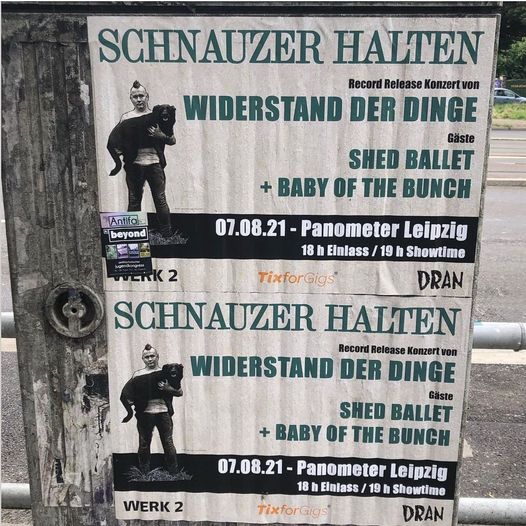 SCHNAUZER HALTEN
Record Release Konzert von
WIDERSTAND DER DINGE
Gäste
SHED BALLET
+ BABY OF THE BUNCH
07.08.21 - Panometer Leipzig
18 h Einlass / 19 h Showtime
Antifa
beyond
WERK 2
TixforGigs
DRAN
SCHNAUZER HALTEN
Record Release Konzert von
WIDERSTAND DER DINGE
Gäste
SHED BALLET
+ BABY OF THE BUNCH
07.08.21 - Panometer Leipzig
18 h Einlass / 19 h Showtime
WERK 2
TixforGigs
DRAN